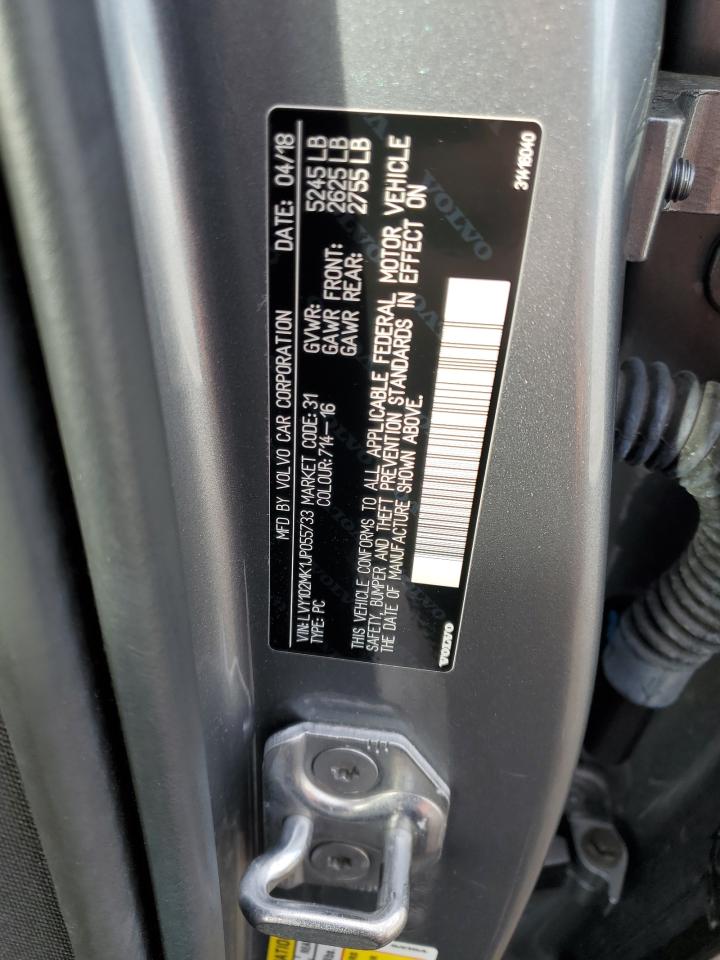 MFD BY VOLVO CAR CORPORATION DATE: 04/18
VIN: LVY102MK1JP055733 MARKET CODE: 31 GVWR: 5245 LB
TYPE: PC COLOUR: 714-16 GAWR FRONT: 2625 LB
GAWR REAR: 2755 LB
THIS VEHICLE CONFORMS TO ALL APPLICABLE FEDERAL MOTOR VEHICLE
SAFETY, BUMPER AND THEFT PREVENTION STANDARDS IN EFFECT ON
THE DATE OF MANUFACTURE SHOWN ABOVE.
VOLVO 31418040